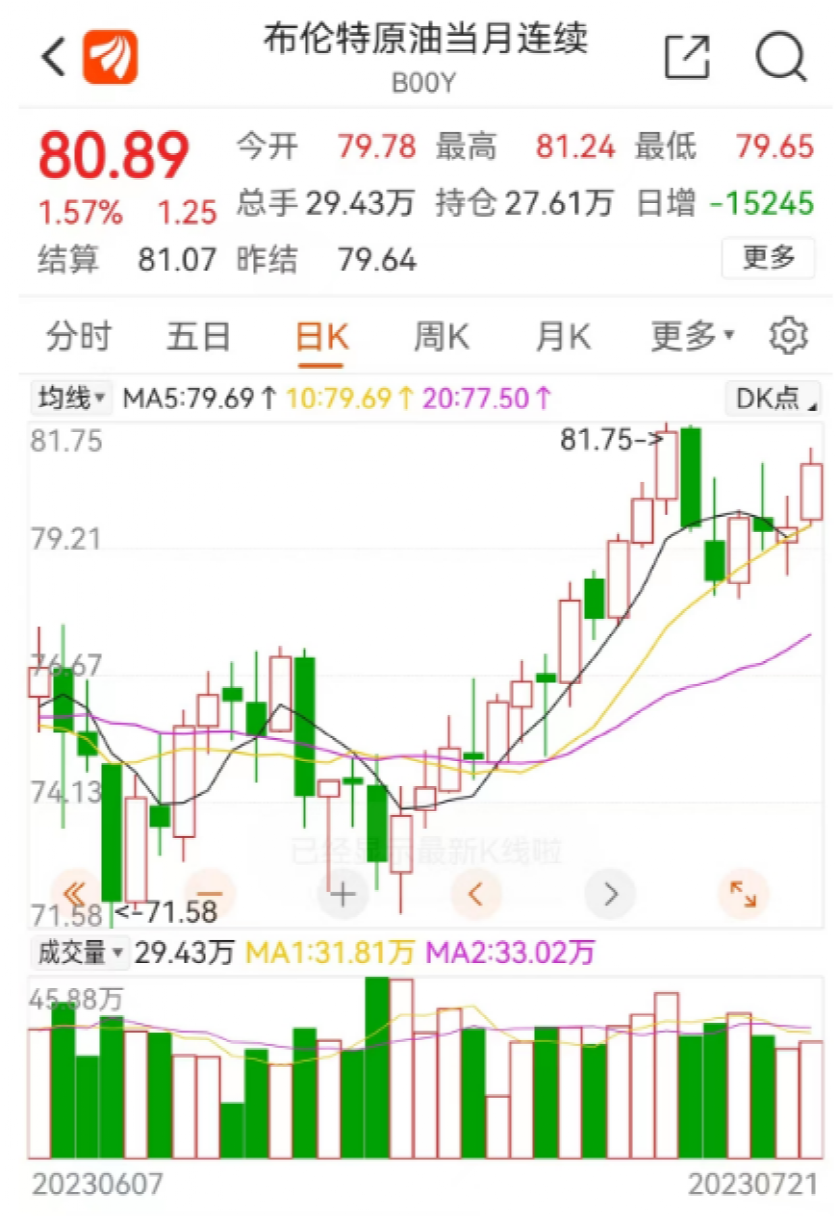 布伦特原油当月连续
B00Y
80.89 今开 79.78 最高 81.24 最低 79.65
1.57% 1.25 总手 29.43万 持仓 27.61万 日增 -15245
结算 81.07 昨结 79.64 更多
分时 五日 日K 周K 月K 更多▾
均线▾ MA5:79.69↑ 10:79.69↑ 20:77.50↑ DK点
81.75
81.75->
79.21
76.67
74.13
已经显示最新K线啦
71.58
<-71.58
成交量▾ 29.43万 MA1:31.81万 MA2:33.02万
45.88万
20230607 20230721